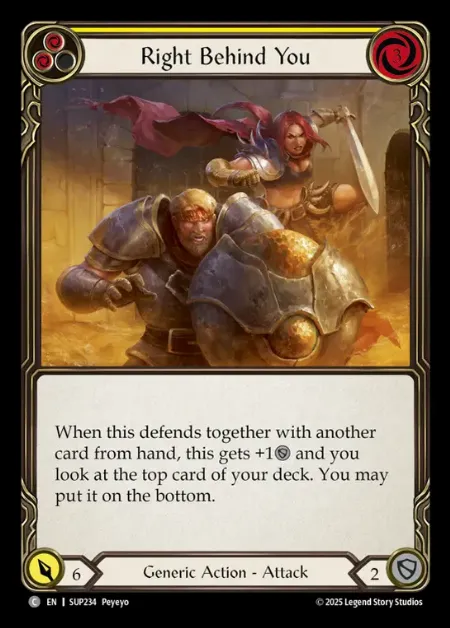 Right Behind You
3
When this defends together with another
card from hand, this gets +1 and you
look at the top card of your deck. You may
put it on the bottom.
6
Generic Action - Attack
2
C EN | SUP234 Peyeyo
© 2025 Legend Story Studios